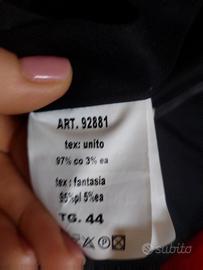 ART. 92881
tex: unito
97% co 3% ea
tex: fantasia
95%pl 5%ea
TG. 44
subito